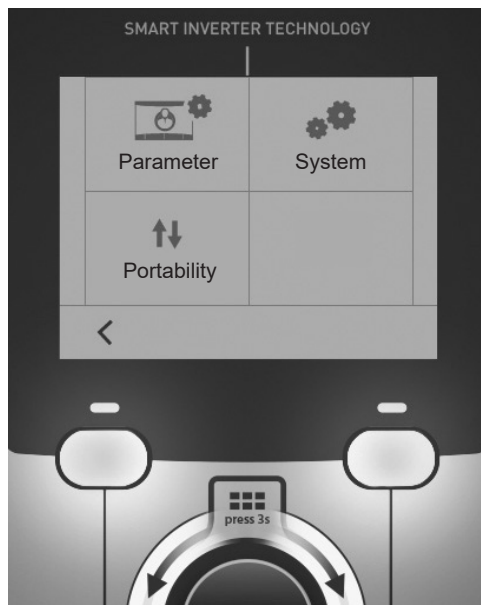 SMART INVERTER TECHNOLOGY
Parameter
System
Portability
press 3s